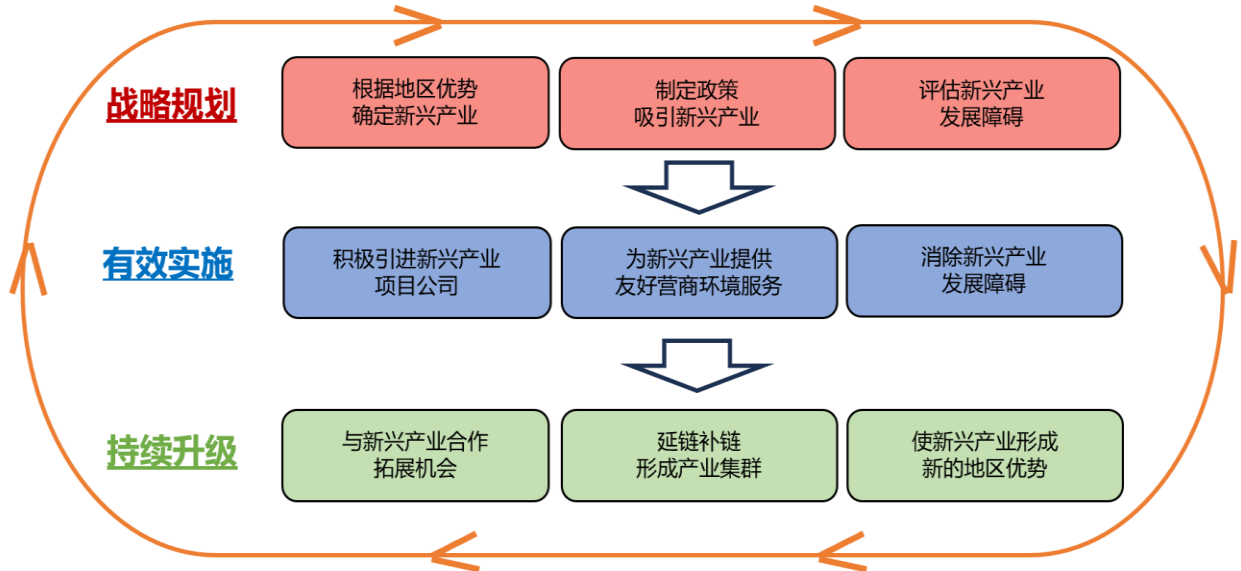 战略规划
根据地区优势
确定新兴产业
制定政策
吸引新兴产业
评估新兴产业
发展障碍
有效实施
积极引进新兴产业
项目公司
为新兴产业提供
友好营商环境服务
消除新兴产业
发展障碍
持续升级
与新兴产业合作
拓展机会
延链补链
形成产业集群
使新兴产业形成
新的地区优势